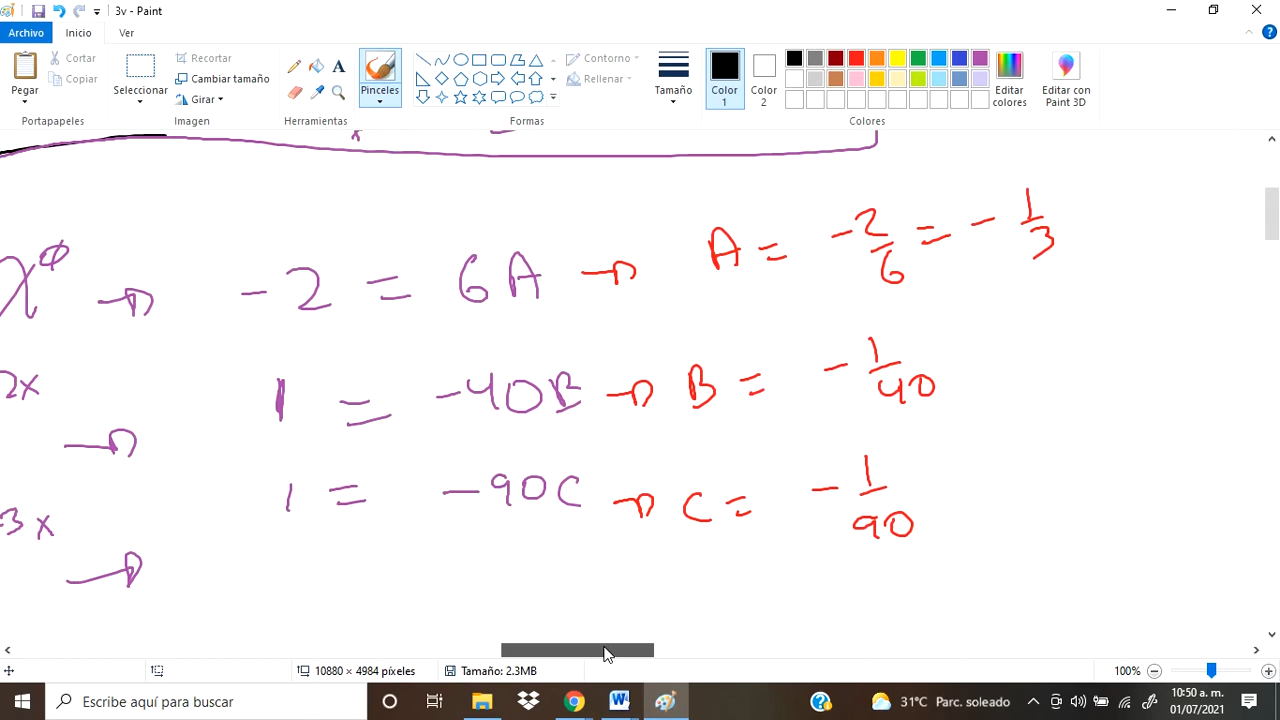 3v - Paint
Archivo Inicio Ver
Pegar
Cortar
Copiar
Portapapeles
Seleccionar
Recortar
Cambiar tamaño
Girar
Imagen
A
Herramientas
Pinceles
Formas
Contorno
Rellenar
Tamaño
Color 1
Color 2
Colores
Editar colores
Editar con Paint 3D
x^0 → -2 = 6A → A = -2/6 = -1/3
2x → 1 = -40B → B = -1/40
-3x → 1 = -90C → C = -1/90
10880 × 4984 píxeles Tamaño: 2.3MB 100%
Escribe aquí para buscar
31°C Parc. soleado
10:50 a. m.
01/07/2021